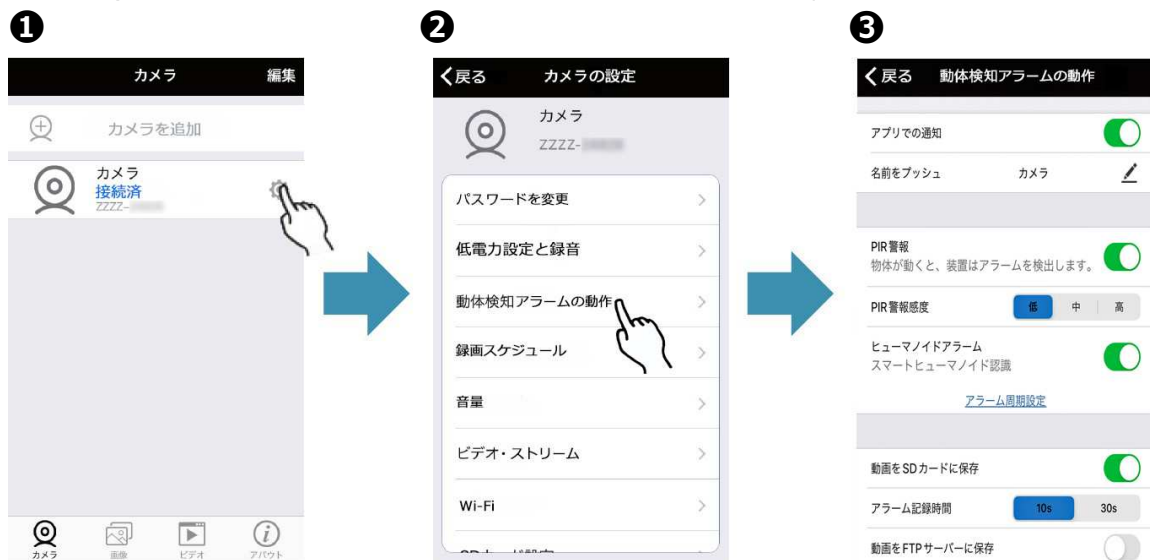 ❶
カメラ 編集
カメラを追加
カメラ
接続済
ZZZZ-
カメラ 画像 ビデオ アバウト
❷
戻る カメラの設定
カメラ
ZZZZ-
パスワードを変更
低電力設定と録音
動体検知アラームの動作
録画スケジュール
音量
ビデオ・ストリーム
Wi-Fi
❸
戻る 動体検知アラームの動作
アプリでの通知
名前をプッシュ カメラ
PIR警報
物体が動くと、装置はアラームを検出します。
PIR警報感度 低 中 高
ヒューマノイドアラーム
スマートヒューマノイド認識
アラーム周期設定
動画をSDカードに保存
アラーム記録時間 10s 30s
動画をFTPサーバーに保存